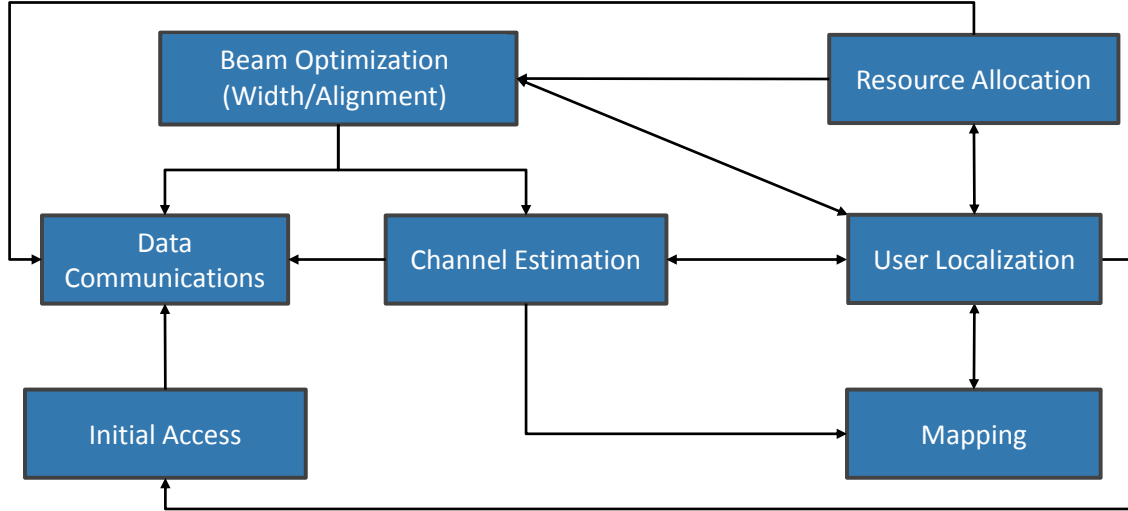 Beam Optimization
(Width/Alignment)
Resource Allocation
Data
Communications
Channel Estimation
User Localization
Initial Access
Mapping